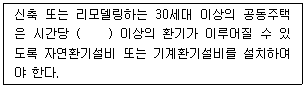 신축 또는 리모델링하는 30세대 이상의 공동주택
은 시간당 (    ) 이상의 환기가 이루어질 수 있
도록 자연환기설비 또는 기계환기설비를 설치하여
야 한다.